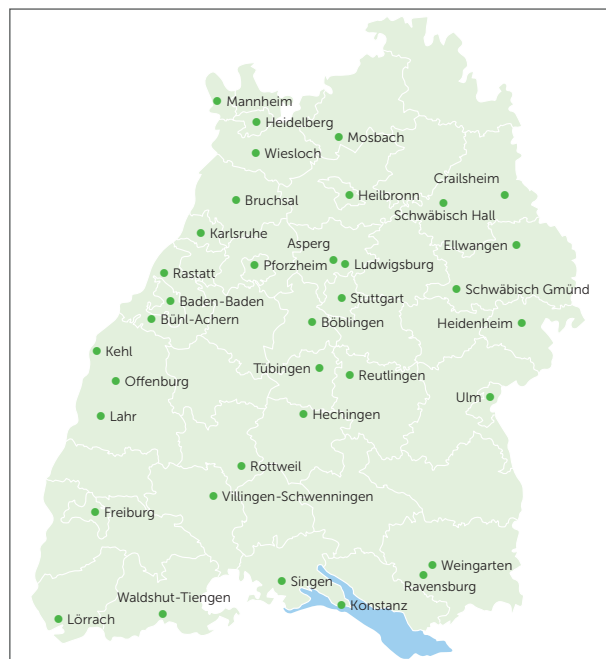 Mannheim
Heidelberg
Mosbach
Wiesloch
Crailsheim
Heilbronn
Bruchsal
Schwäbisch Hall
Karlsruhe
Asperg
Ellwangen
Pforzheim
Ludwigsburg
Rastatt
Schwäbisch Gmünd
Baden-Baden
Stuttgart
Bühl-Achern
Böblingen
Heidenheim
Kehl
Tübingen
Reutlingen
Offenburg
Ulm
Lahr
Hechingen
Rottweil
Villingen-Schwenningen
Freiburg
Weingarten
Singen
Ravensburg
Waldshut-Tiengen
Konstanz
Lörrach